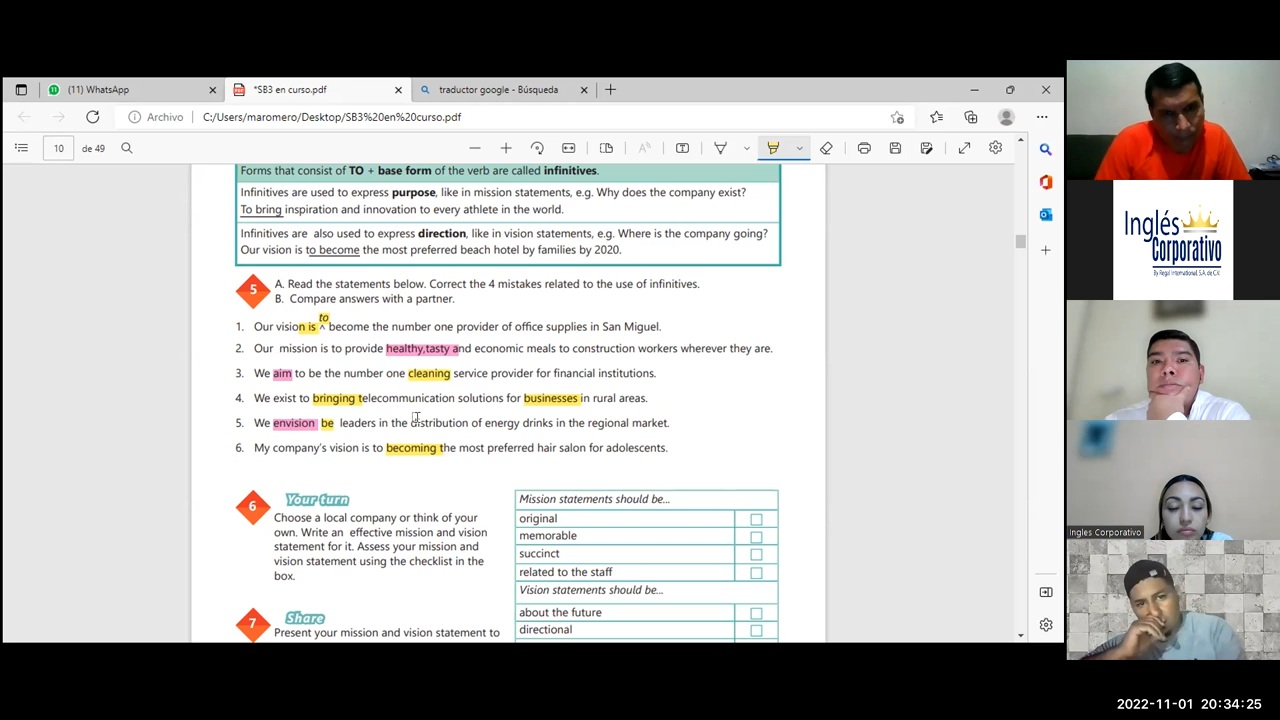 (11) WhatsApp
*SB3 en curso.pdf
traductor google - Búsqueda
Archivo
C:/Users/maromero/Desktop/SB3%20en%20curso.pdf
10 de 49
Forms that consist of TO + base form of the verb are called infinitives.
Infinitives are used to express purpose, like in mission statements, e.g. Why does the company exist?
To bring inspiration and innovation to every athlete in the world.
Infinitives are also used to express direction, like in vision statements, e.g. Where is the company going?
Our vision is to become the most preferred beach hotel by families by 2020.
5
A. Read the statements below. Correct the 4 mistakes related to the use of infinitives.
B. Compare answers with a partner.
to
1. Our vision is ^ become the number one provider of office supplies in San Miguel.
2. Our mission is to provide healthy,tasty and economic meals to construction workers wherever they are.
3. We aim to be the number one cleaning service provider for financial institutions.
4. We exist to bringing telecommunication solutions for businesses in rural areas.
5. We envision be leaders in the distribution of energy drinks in the regional market.
6. My company's vision is to becoming the most preferred hair salon for adolescents.
6
Your turn
Choose a local company or think of your
own. Write an effective mission and vision
statement for it. Assess your mission and
vision statement using the checklist in the
box.
Mission statements should be...
original
memorable
succinct
related to the staff
Vision statements should be...
about the future
directional
7
Share
Present your mission and vision statement to
Inglés
Corporativo
By Regal International, S.A. de C.V.
Ingles Corporativo
2022-11-01 20:34:25